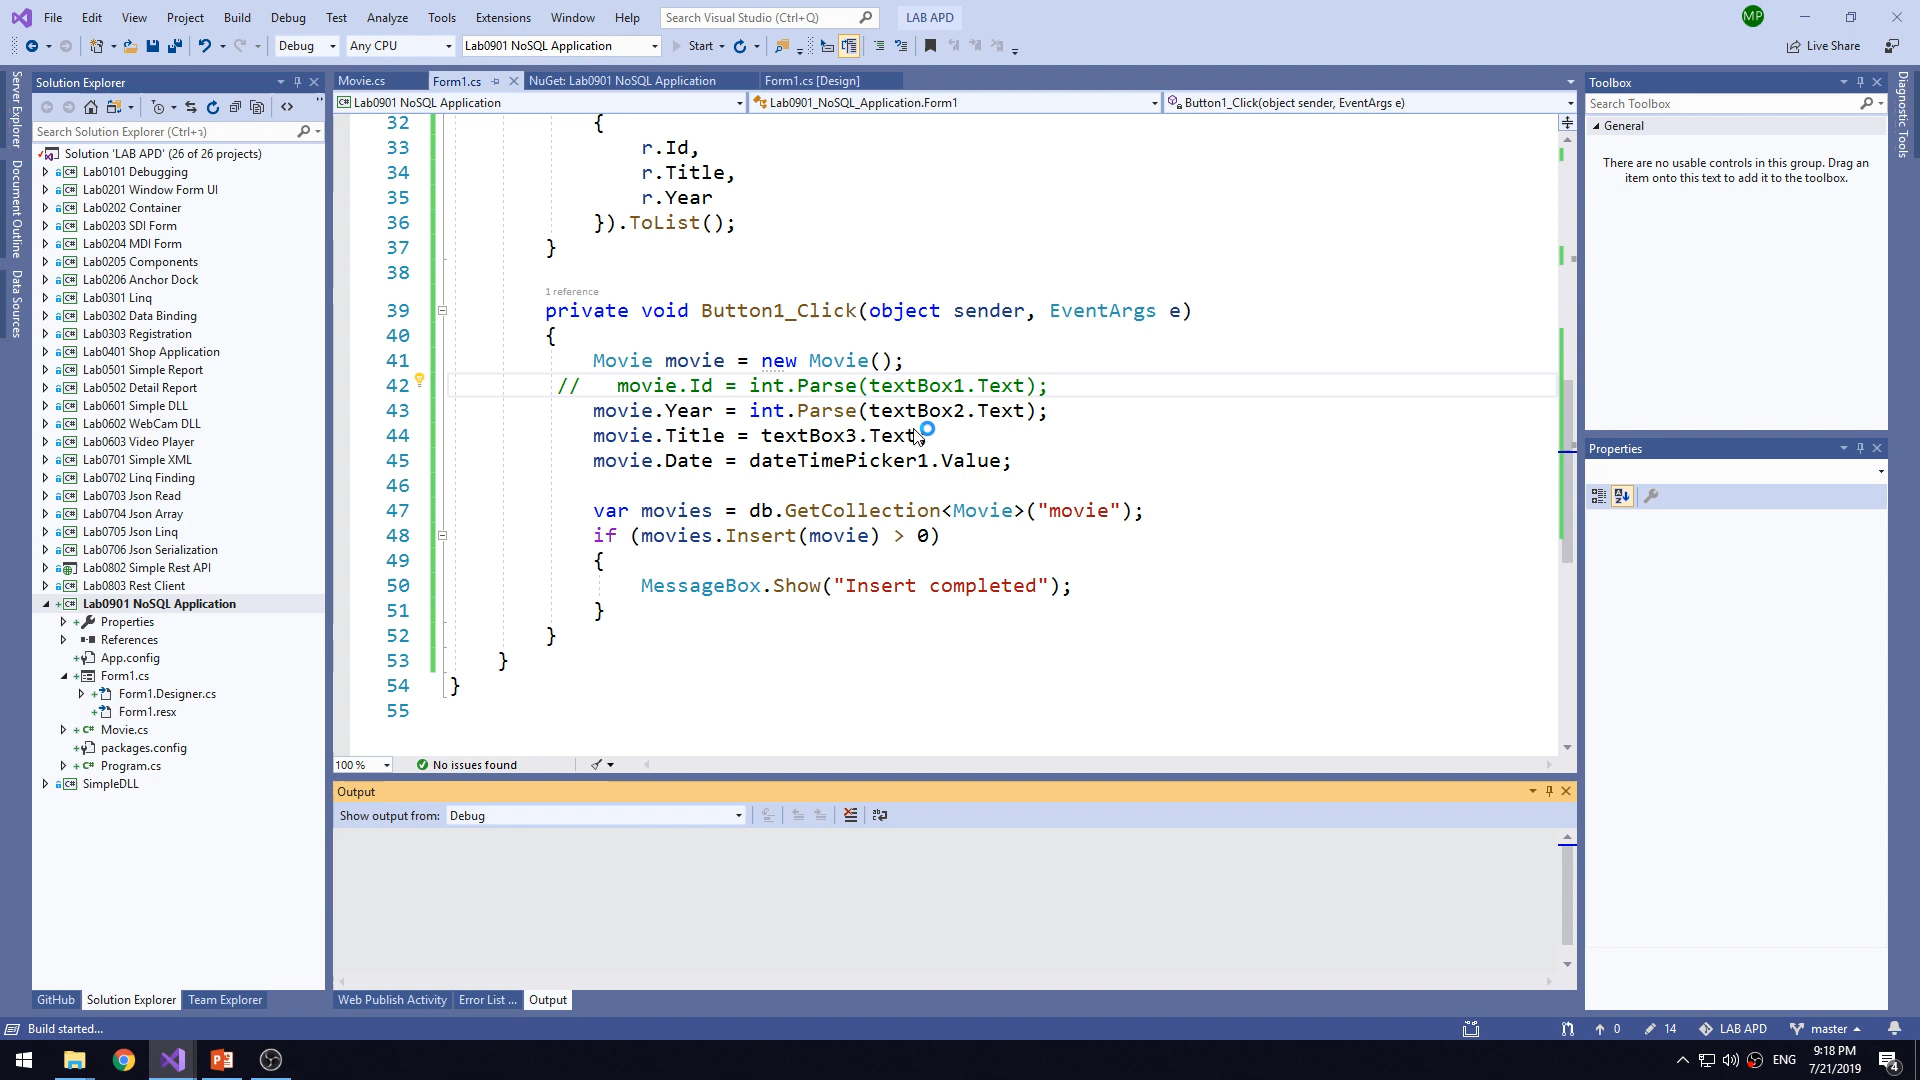 File Edit View Project Build Debug Test Analyze Tools Extensions Window Help Search Visual Studio (Ctrl+Q) LAB APD MP
Debug Any CPU Lab0901 NoSQL Application Start Live Share
Server Explorer
Document Outline
Data Sources
Solution Explorer
Search Solution Explorer (Ctrl+ว)
Solution 'LAB APD' (26 of 26 projects)
Lab0101 Debugging
Lab0201 Window Form UI
Lab0202 Container
Lab0203 SDI Form
Lab0204 MDI Form
Lab0205 Components
Lab0206 Anchor Dock
Lab0301 Linq
Lab0302 Data Binding
Lab0303 Registration
Lab0401 Shop Application
Lab0501 Simple Report
Lab0502 Detail Report
Lab0601 Simple DLL
Lab0602 WebCam DLL
Lab0603 Video Player
Lab0701 Simple XML
Lab0702 Linq Finding
Lab0703 Json Read
Lab0704 Json Array
Lab0705 Json Linq
Lab0706 Json Serialization
Lab0802 Simple Rest API
Lab0803 Rest Client
Lab0901 NoSQL Application
Properties
References
App.config
Form1.cs
Form1.Designer.cs
Form1.resx
Movie.cs
packages.config
Program.cs
SimpleDLL
GitHub Solution Explorer Team Explorer
Movie.cs Form1.cs NuGet: Lab0901 NoSQL Application Form1.cs [Design]
Lab0901 NoSQL Application Lab0901_NoSQL_Application.Form1 Button1_Click(object sender, EventArgs e)
32 {
33 r.Id,
34 r.Title,
35 r.Year
36 }).ToList();
37 }
38
1 reference
39 private void Button1_Click(object sender, EventArgs e)
40 {
41 Movie movie = new Movie();
42 // movie.Id = int.Parse(textBox1.Text);
43 movie.Year = int.Parse(textBox2.Text);
44 movie.Title = textBox3.Text
45 movie.Date = dateTimePicker1.Value;
46
47 var movies = db.GetCollection<Movie>("movie");
48 if (movies.Insert(movie) > 0)
49 {
50 MessageBox.Show("Insert completed");
51 }
52 }
53 }
54 }
55
100 % No issues found
Output
Show output from: Debug
Web Publish Activity Error List ... Output
Toolbox
Search Toolbox
General
There are no usable controls in this group. Drag an
item onto this text to add it to the toolbox.
Properties
Diagnostic Tools
Build started... 0 14 LAB APD master
ENG 9:18 PM
7/21/2019
4